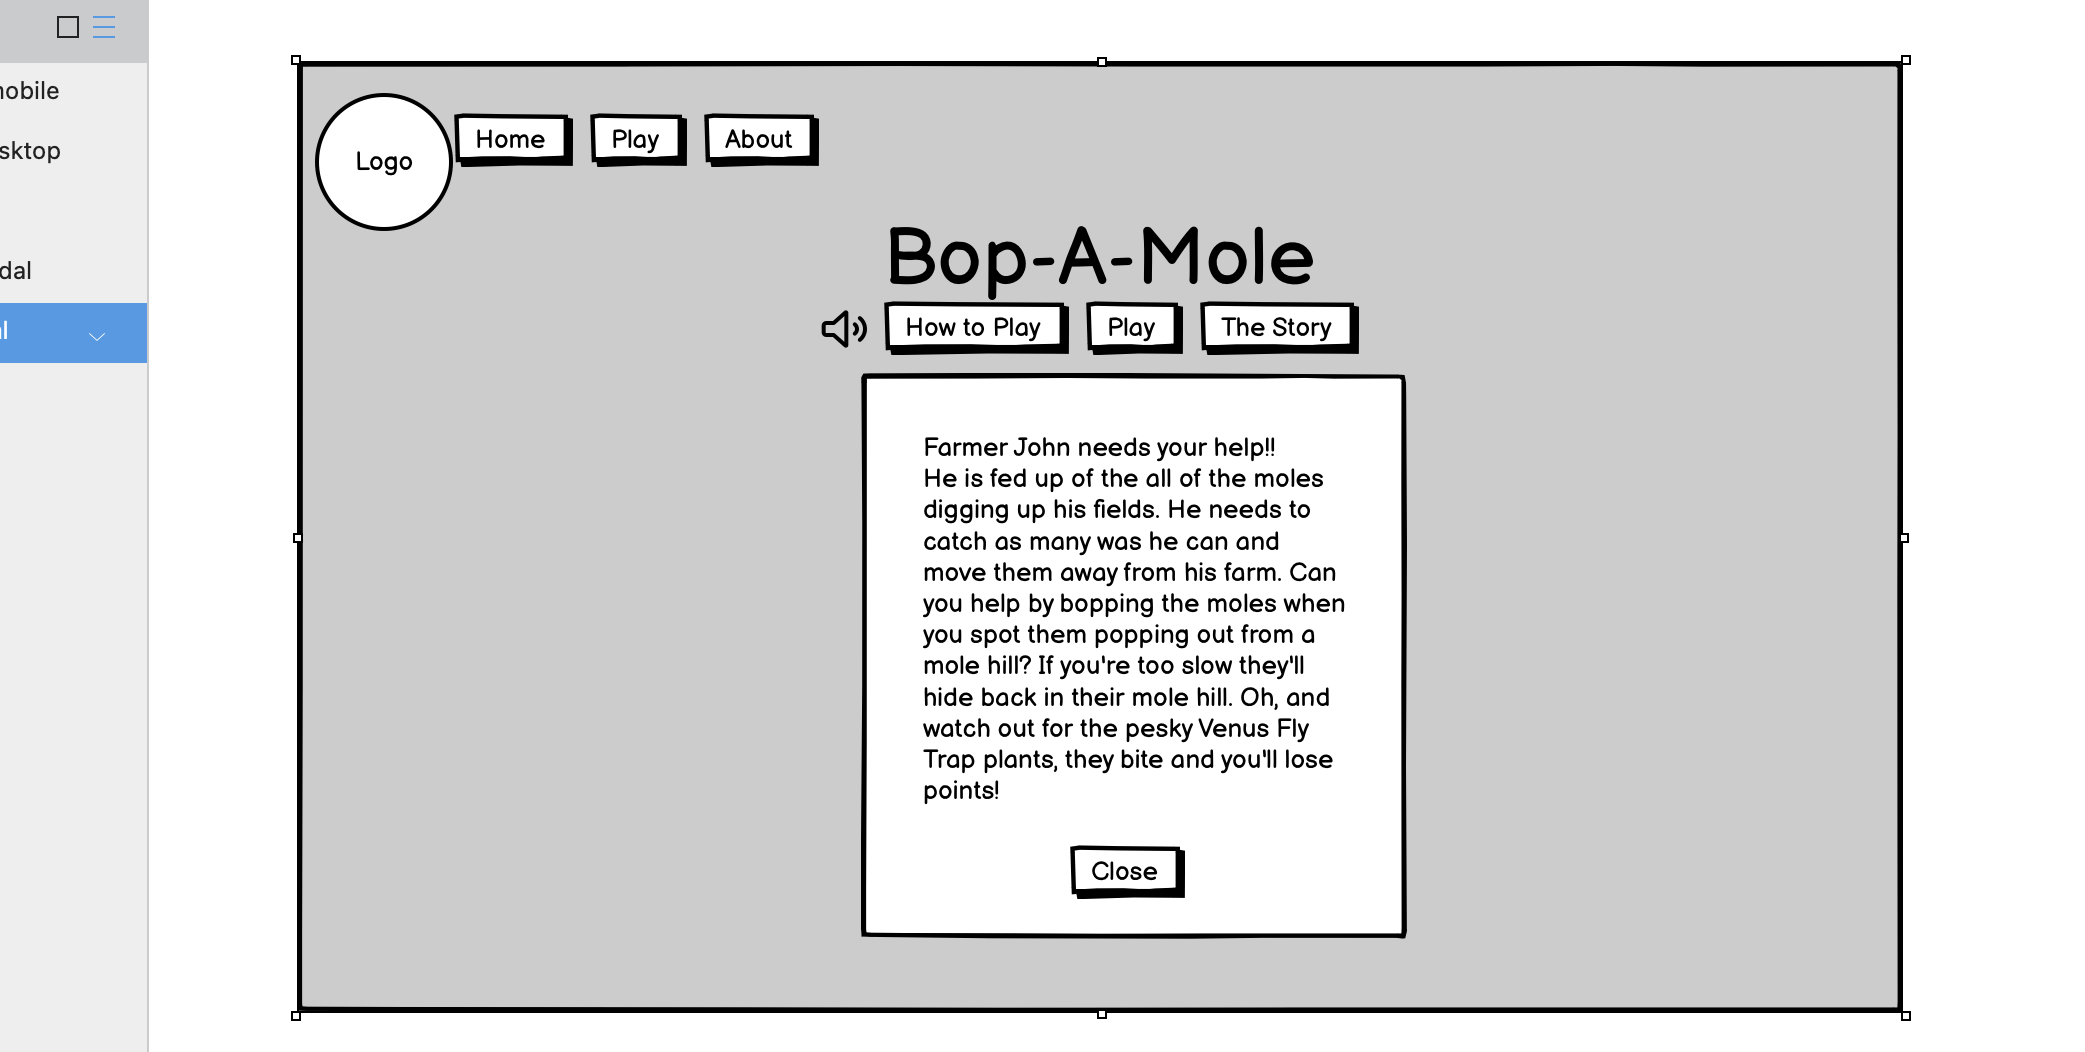 mobile
sktop
dal
al
Logo
Home
Play
About
Bop-A-Mole
How to Play
Play
The Story
Farmer John needs your help!!
He is fed up of the all of the moles
digging up his fields. He needs to
catch as many was he can and
move them away from his farm. Can
you help by bopping the moles when
you spot them popping out from a
mole hill? If you're too slow they'll
hide back in their mole hill. Oh, and
watch out for the pesky Venus Fly
Trap plants, they bite and you'll lose
points!
Close